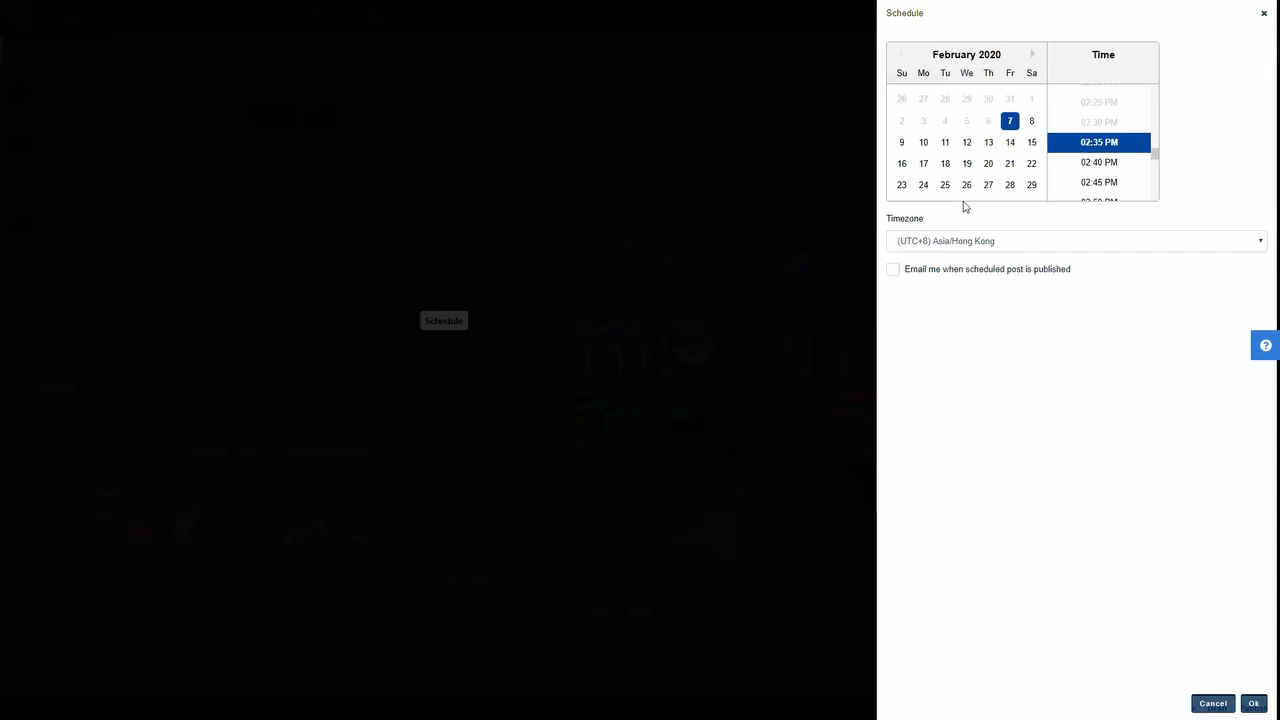 Schedule
×
February 2020
Time
Su Mo Tu We Th Fr Sa
26 27 28 29 30 31 1
2 3 4 5 6 7 8
9 10 11 12 13 14 15
16 17 18 19 20 21 22
23 24 25 26 27 28 29
02:25 PM
02:30 PM
02:35 PM
02:40 PM
02:45 PM
02:50 PM
Timezone
(UTC+8) Asia/Hong Kong
Email me when scheduled post is published
Schedule
?
Cancel
Ok